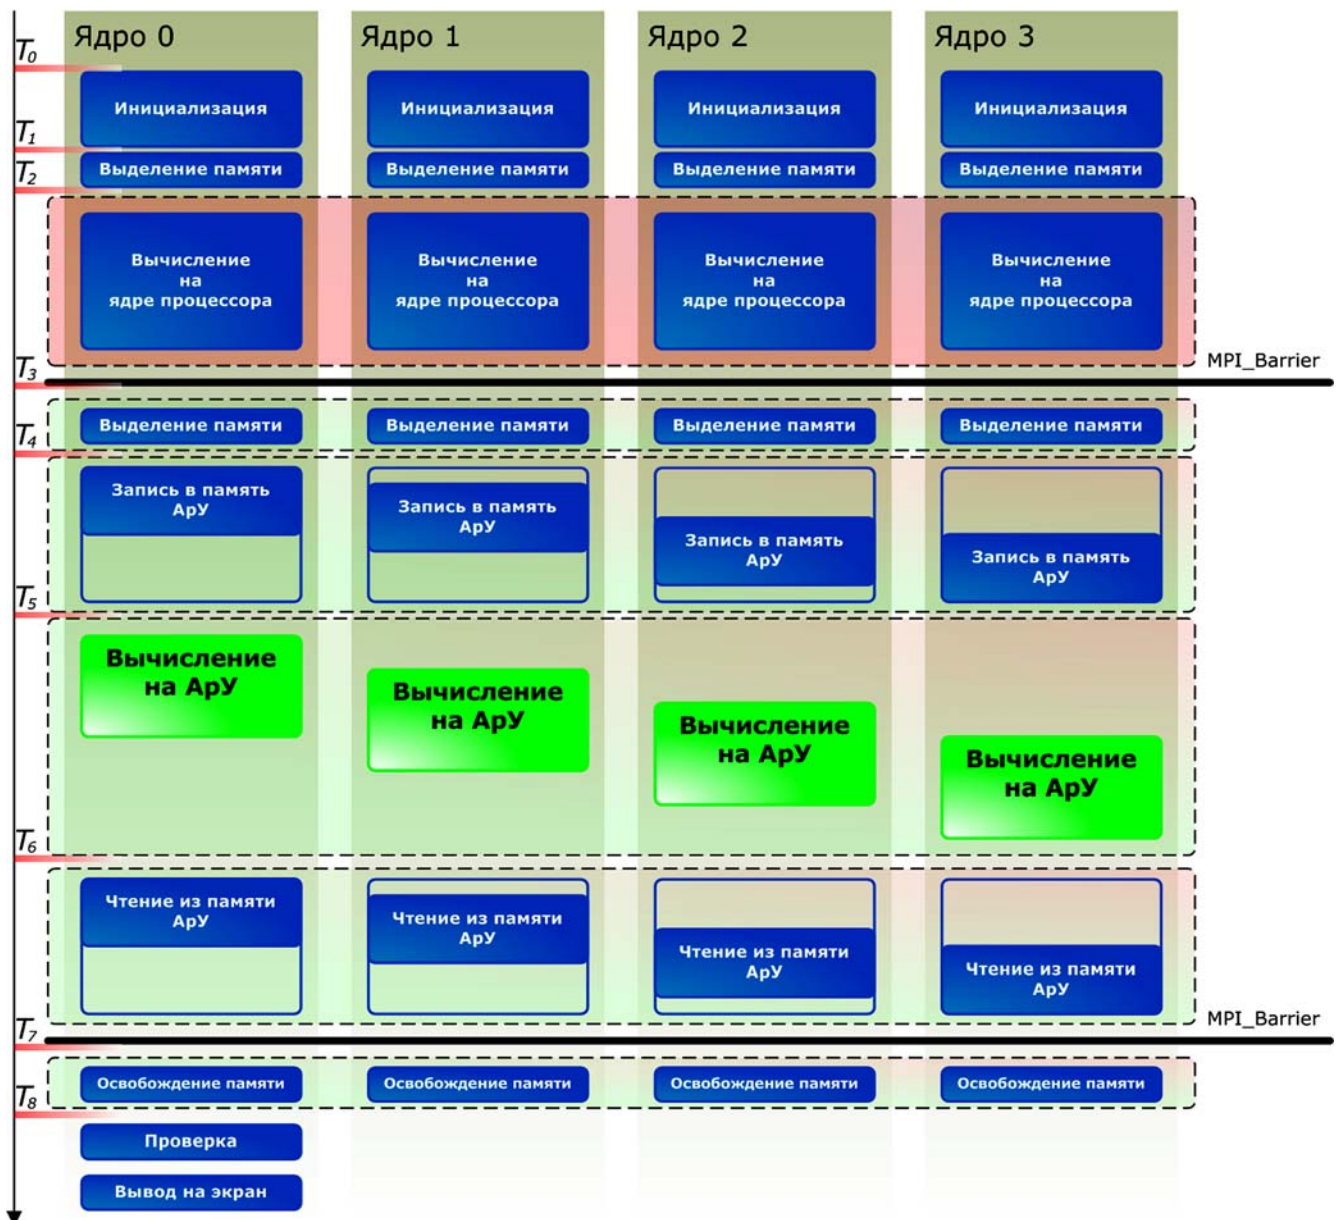 Ядро 0 Ядро 1 Ядро 2 Ядро 3
T0
Инициализация Инициализация Инициализация Инициализация
T1
Выделение памяти Выделение памяти Выделение памяти Выделение памяти
T2
Вычисление Вычисление Вычисление Вычисление
на на на на
ядре процессора ядре процессора ядре процессора ядре процессора
MPI_Barrier
T3
Выделение памяти Выделение памяти Выделение памяти Выделение памяти
T4
Запись в память
АрУ
Запись в память
АрУ
Запись в память
АрУ
Запись в память
АрУ
T5
Вычисление
на АрУ
Вычисление
на АрУ
Вычисление
на АрУ
Вычисление
на АрУ
T6
Чтение из памяти
АрУ
Чтение из памяти
АрУ
Чтение из памяти
АрУ
Чтение из памяти
АрУ
MPI_Barrier
T7
Освобождение памяти Освобождение памяти Освобождение памяти Освобождение памяти
T8
Проверка
Вывод на экран